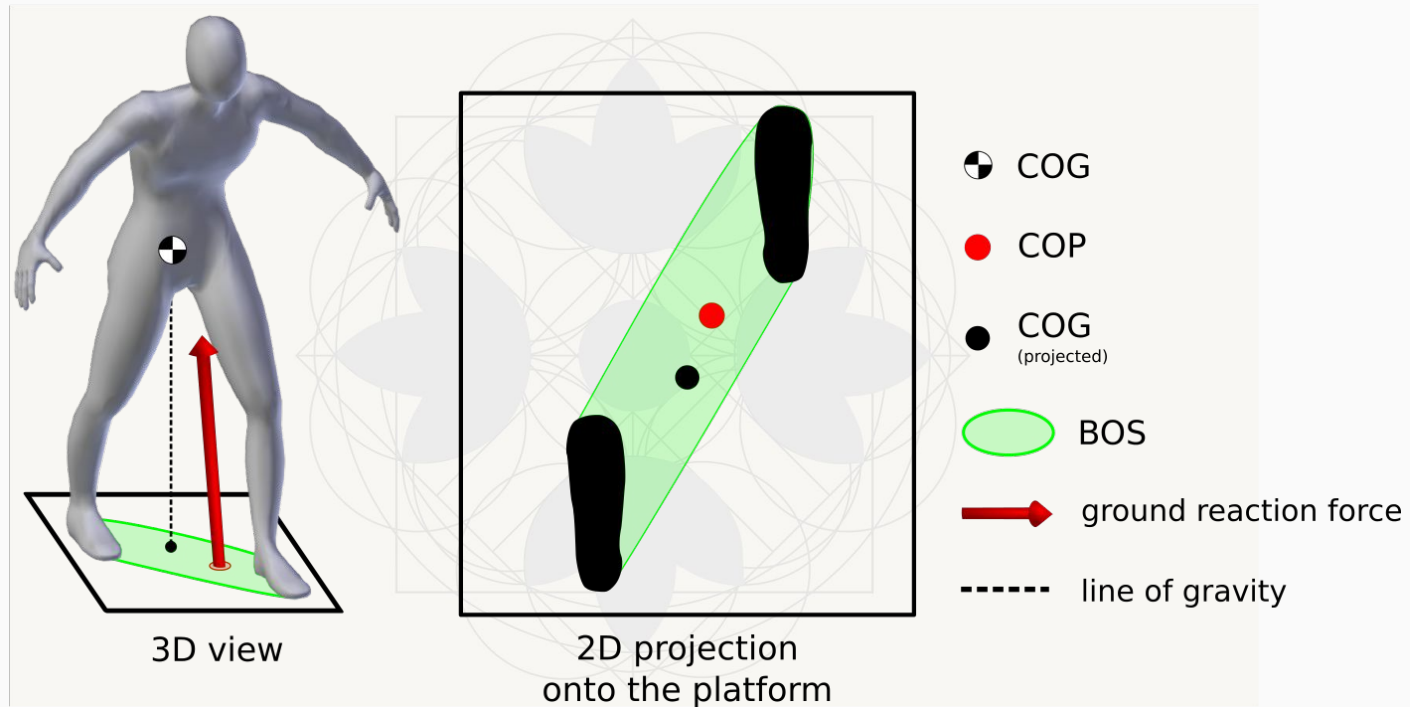 COG
COP
COG
(projected)
BOS
ground reaction force
line of gravity
3D view
2D projection
onto the platform